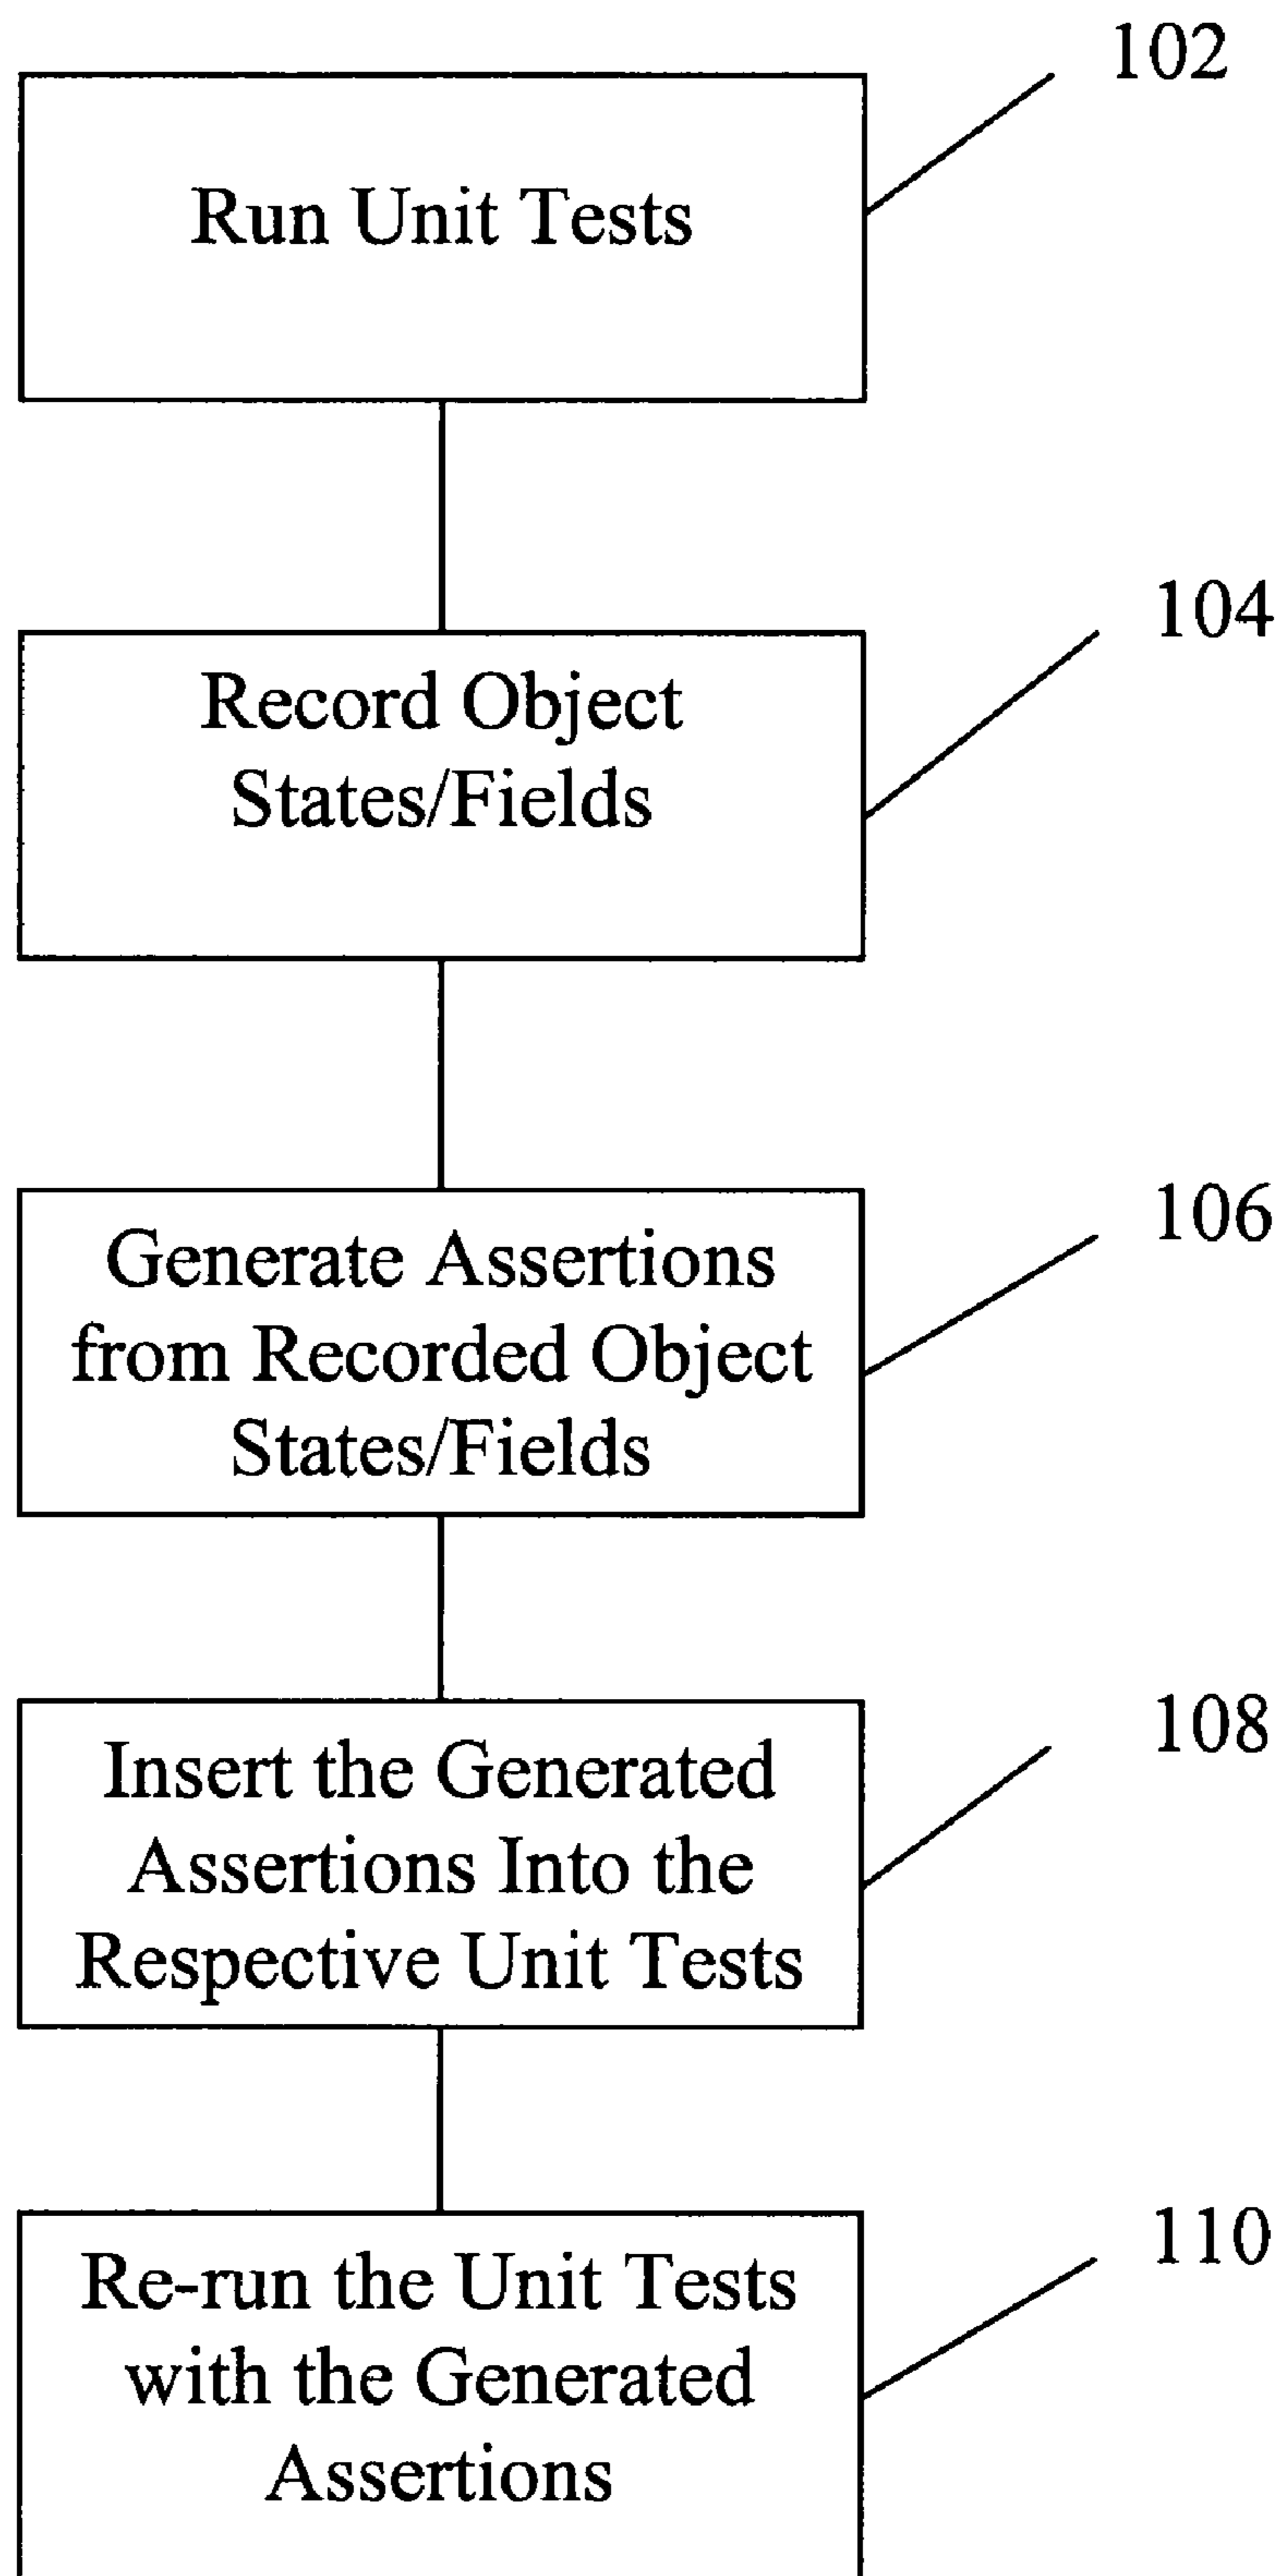 102
Run Unit Tests
104
Record Object
States/Fields
106
Generate Assertions
from Recorded Object
States/Fields
108
Insert the Generated
Assertions Into the
Respective Unit Tests
110
Re-run the Unit Tests
with the Generated
Assertions